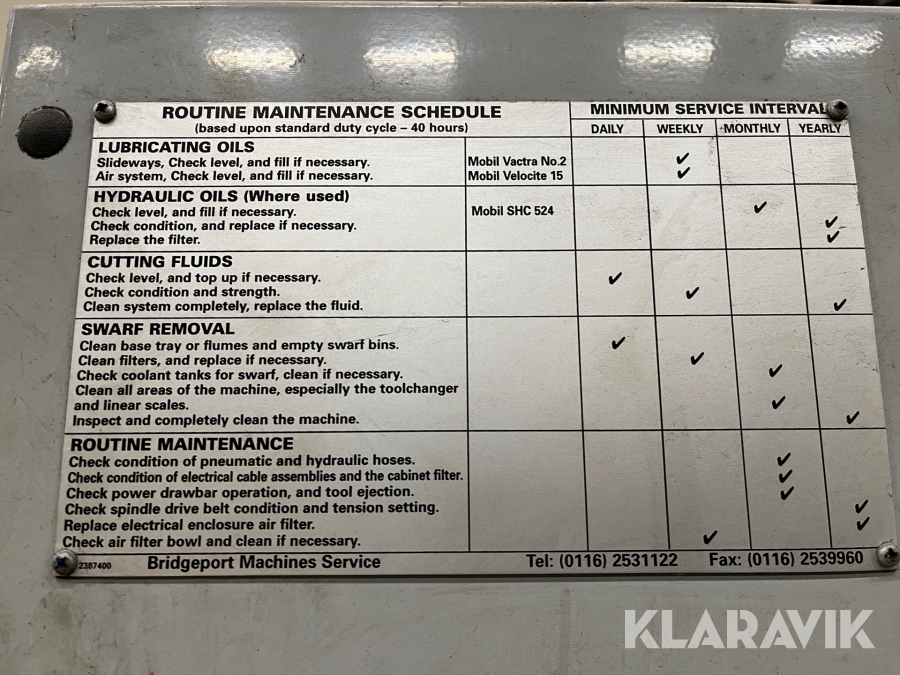 ROUTINE MAINTENANCE SCHEDULE
(based upon standard duty cycle – 40 hours)
MINIMUM SERVICE INTERVAL
DAILY WEEKLY MONTHLY YEARLY
LUBRICATING OILS
Slideways, Check level, and fill if necessary. Mobil Vactra No.2 ✓
Air system, Check level, and fill if necessary. Mobil Velocite 15 ✓
HYDRAULIC OILS (Where used)
Check level, and fill if necessary. Mobil SHC 524 ✓
Check condition, and replace if necessary. ✓
Replace the filter. ✓
CUTTING FLUIDS
Check level, and top up if necessary. ✓
Check condition and strength. ✓
Clean system completely, replace the fluid. ✓
SWARF REMOVAL
Clean base tray or flumes and empty swarf bins. ✓
Clean filters, and replace if necessary. ✓
Check coolant tanks for swarf, clean if necessary. ✓
Clean all areas of the machine, especially the toolchanger
and linear scales. ✓
Inspect and completely clean the machine. ✓
ROUTINE MAINTENANCE
Check condition of pneumatic and hydraulic hoses. ✓
Check condition of electrical cable assemblies and the cabinet filter. ✓
Check power drawbar operation, and tool ejection. ✓
Check spindle drive belt condition and tension setting. ✓
Replace electrical enclosure air filter. ✓
Check air filter bowl and clean if necessary. ✓
2387400 Bridgeport Machines Service Tel: (0116) 2531122 Fax: (0116) 2539960
KLARAVIK